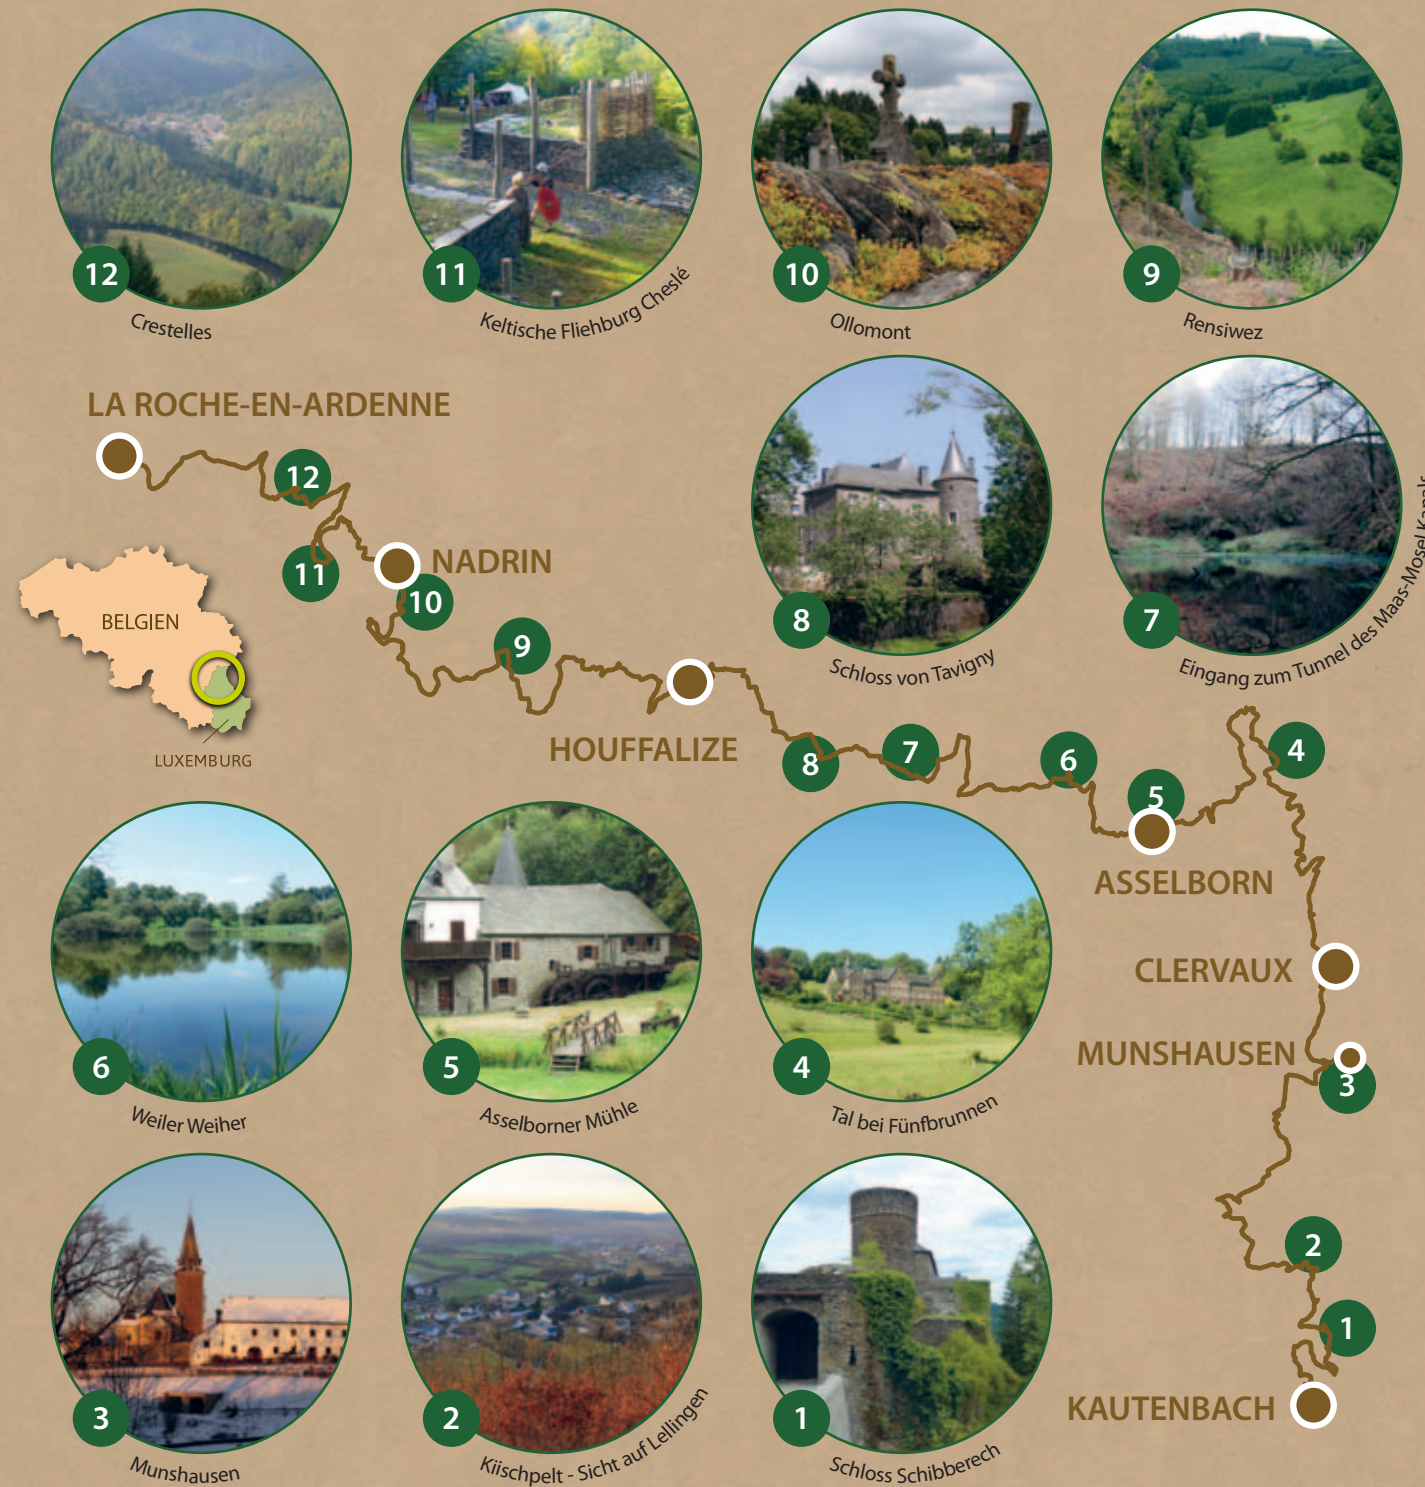 12
Crestelles
11
Keltische Fliehburg Cheslé
10
Ollomont
9
Rensiwez
LA ROCHE-EN-ARDENNE
12
11
NADRIN
10
9
BELGIEN
LUXEMBURG
HOUFFALIZE
8
Schloss von Tavigny
7
Eingang zum Tunnel des Maas-Mosel Kanals
8
7
6
5
4
ASSELBORN
CLERVAUX
MUNSHAUSEN
3
6
Weiler Weiher
5
Asselborner Mühle
4
Tal bei Fünfbrunnen
2
1
KAUTENBACH
3
Munshausen
2
Kiischpelt - Sicht auf Lellingen
1
Schloss Schibberech